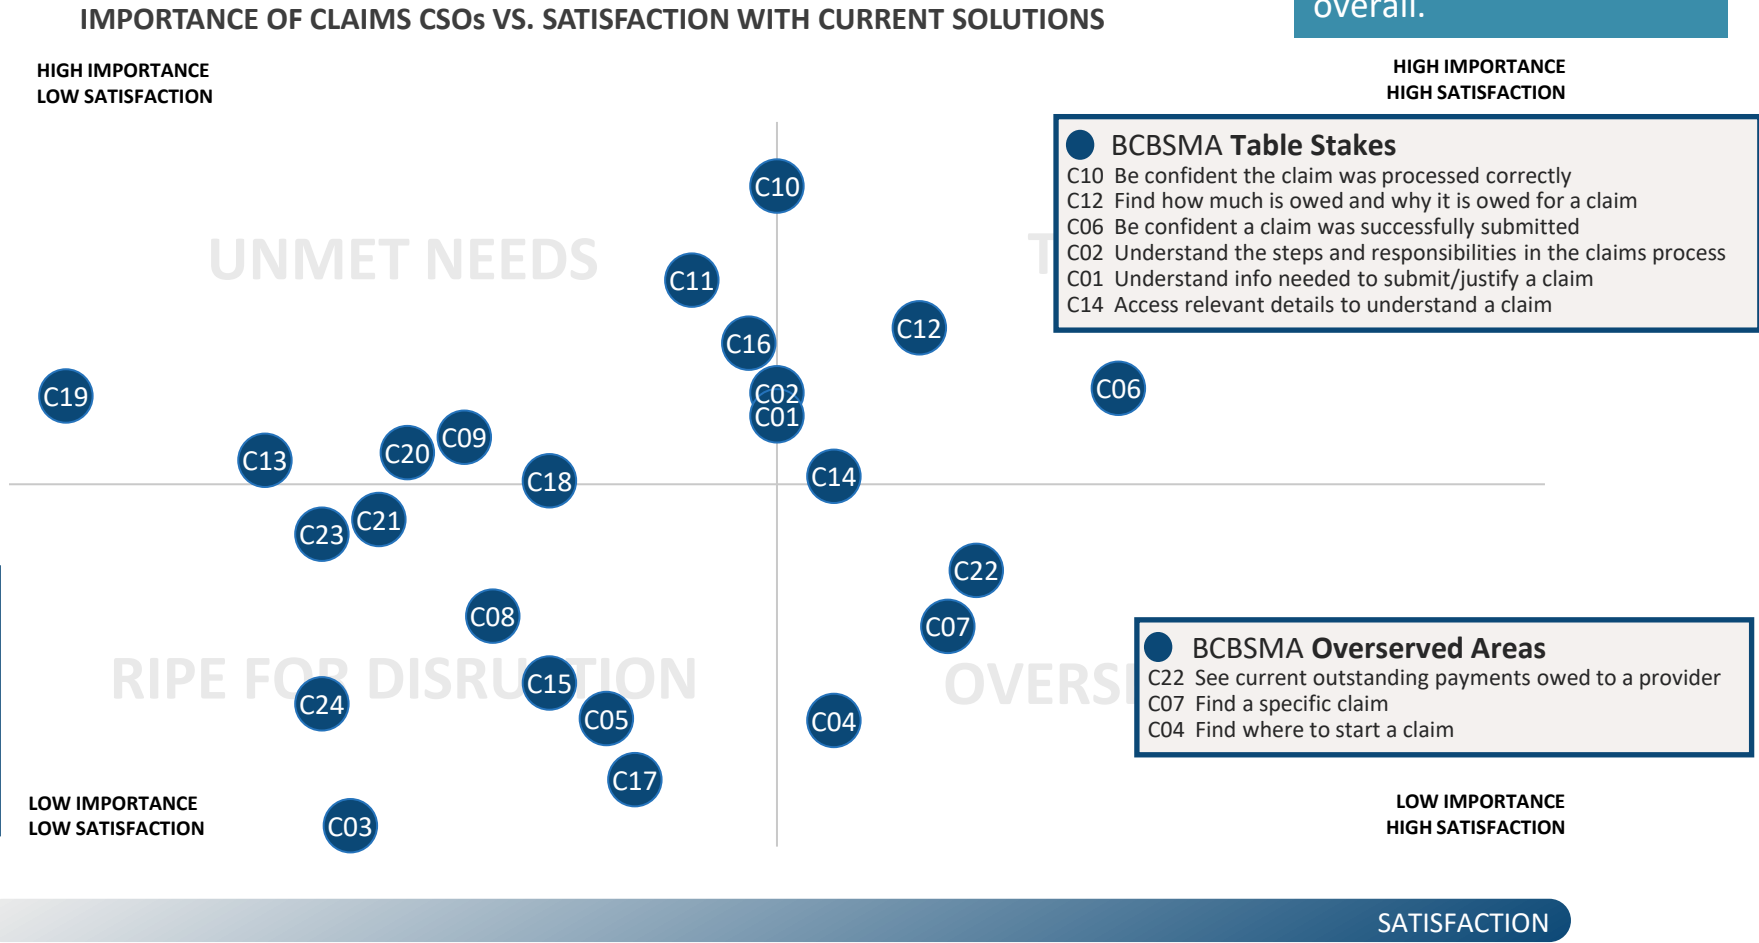 overall.
IMPORTANCE OF CLAIMS CSOs VS. SATISFACTION WITH CURRENT SOLUTIONS
HIGH IMPORTANCE
LOW SATISFACTION
HIGH IMPORTANCE
HIGH SATISFACTION
BCBSMA Table Stakes
C10 Be confident the claim was processed correctly
C12 Find how much is owed and why it is owed for a claim
C06 Be confident a claim was successfully submitted
C02 Understand the steps and responsibilities in the claims process
C01 Understand info needed to submit/justify a claim
C14 Access relevant details to understand a claim
C10
UNMET NEEDS
C11
C12
C16
C02
C01
C06
C19
C09
C20
C13
C18
C14
C21
C23
C22
C08
C07
RIPE FOR DISRUPTION
C15
C24
C05
C04
C17
C03
BCBSMA Overserved Areas
C22 See current outstanding payments owed to a provider
C07 Find a specific claim
C04 Find where to start a claim
LOW IMPORTANCE
LOW SATISFACTION
LOW IMPORTANCE
HIGH SATISFACTION
SATISFACTION